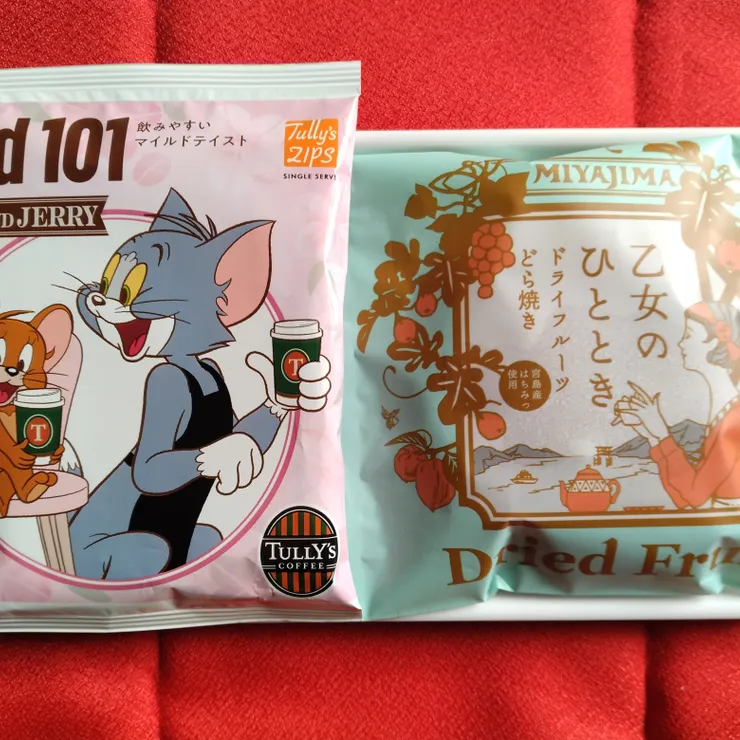 d 101
飲みやすい
マイルドテイスト
Tully's
ZIPS
SINGLE SERVE
D JERRY
T
T
TULLY'S
COFFEE
MIYAJIMA
乙女の
ひととき
ドライフルーツ
どら焼き
宮島産
はちみつ
使用
Dried Fru